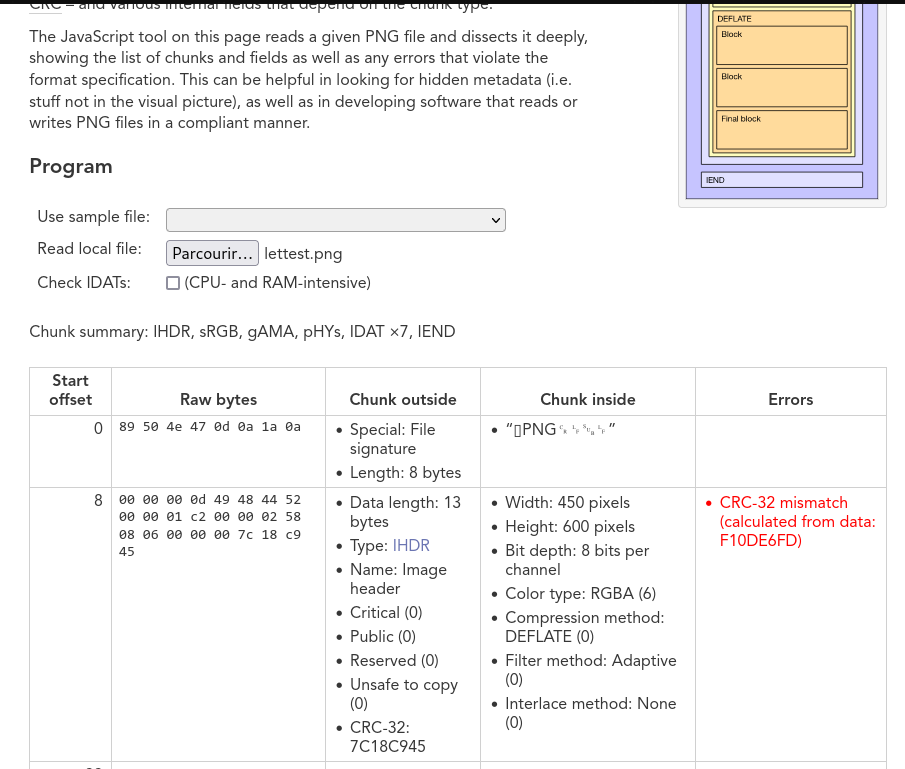 CRC – and various internal fields that depend on the chunk type.
The JavaScript tool on this page reads a given PNG file and dissects it deeply,
showing the list of chunks and fields as well as any errors that violate the
format specification. This can be helpful in looking for hidden metadata (i.e.
stuff not in the visual picture), as well as in developing software that reads or
writes PNG files in a compliant manner.
DEFLATE
Block
Block
Final block
IEND
Program
Use sample file:
Read local file: Parcourir… lettest.png
Check IDATs: (CPU- and RAM-intensive)
Chunk summary: IHDR, sRGB, gAMA, pHYs, IDAT ×7, IEND
Start
offset
Raw bytes
Chunk outside
Chunk inside
Errors
0
89 50 4e 47 0d 0a 1a 0a
• Special: File
signature
• Length: 8 bytes
• “▯PNG␍␊␚␊”
8
00 00 00 0d 49 48 44 52
00 00 01 c2 00 00 02 58
08 06 00 00 00 7c 18 c9
45
• Data length: 13
bytes
• Type: IHDR
• Name: Image
header
• Critical (0)
• Public (0)
• Reserved (0)
• Unsafe to copy
(0)
• CRC-32:
7C18C945
• Width: 450 pixels
• Height: 600 pixels
• Bit depth: 8 bits per
channel
• Color type: RGBA (6)
• Compression method:
DEFLATE (0)
• Filter method: Adaptive
(0)
• Interlace method: None
(0)
• CRC-32 mismatch
(calculated from data:
F10DE6FD)